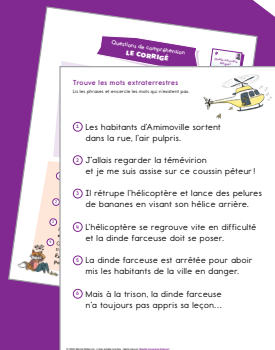 Questions de compréhension
LE CORRIGÉ
Trouve les mots extraterrestres
Lis les phrases et encercle les mots qui n'existent pas.
1 Les habitants d'Amimoville sortent
dans la rue, l'air pulpris.
2 J'allais regarder la témévirion
et je me suis assise sur ce coussin pêteur!
3 Il rétrupe l'hélicoptère et lance des pelures
de bananes en visant son hélice arrière.
4 L'hélicoptère se regrouve vite en difficulté
et la dinde farceuse doit se poser.
5 La dinde farceuse est arrêtée pour aboir
mis les habitants de la ville en danger.
6 Mais à la trison, la dinde farceuse
n'a toujours pas appris sa leçon...